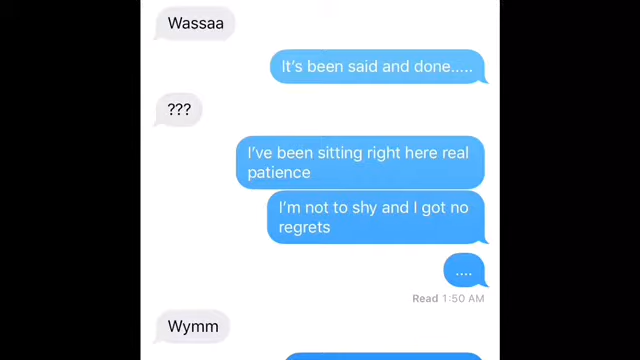 Wassaa
It's been said and done.....
???
I've been sitting right here real
patience
I'm not to shy and I got no
regrets
....
Read 1:50 AM
Wymm